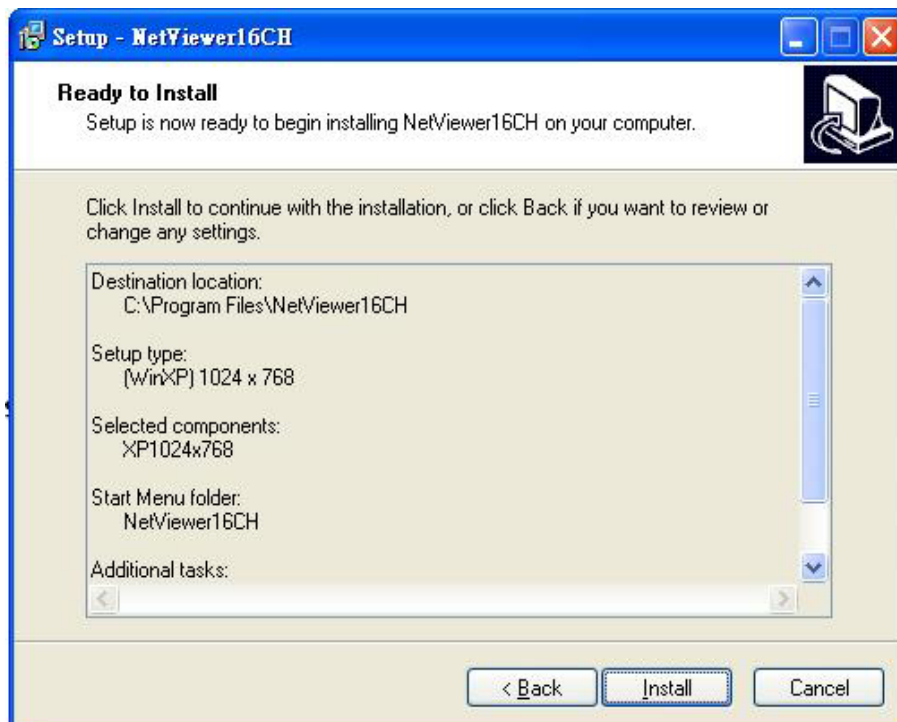 Setup - NetViewer16CH
Ready to Install
Setup is now ready to begin installing NetViewer16CH on your computer.
Click Install to continue with the installation, or click Back if you want to review or
change any settings.
Destination location:
C:\Program Files\NetViewer16CH
Setup type:
(WinXP) 1024 x 768
Selected components:
XP1024x768
Start Menu folder:
NetViewer16CH
Additional tasks:
< Back
Install
Cancel